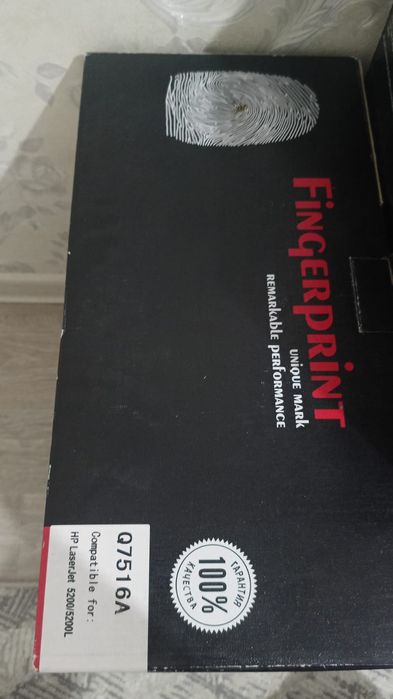 FINGERPRINT
UNIQUE MARK
REMARKABLE PERFORMANCE
Q7516A
Compatible for:
HP LaserJet 5200/5200L
ГАРАНТИЯ
100%
КАЧЕСТВА